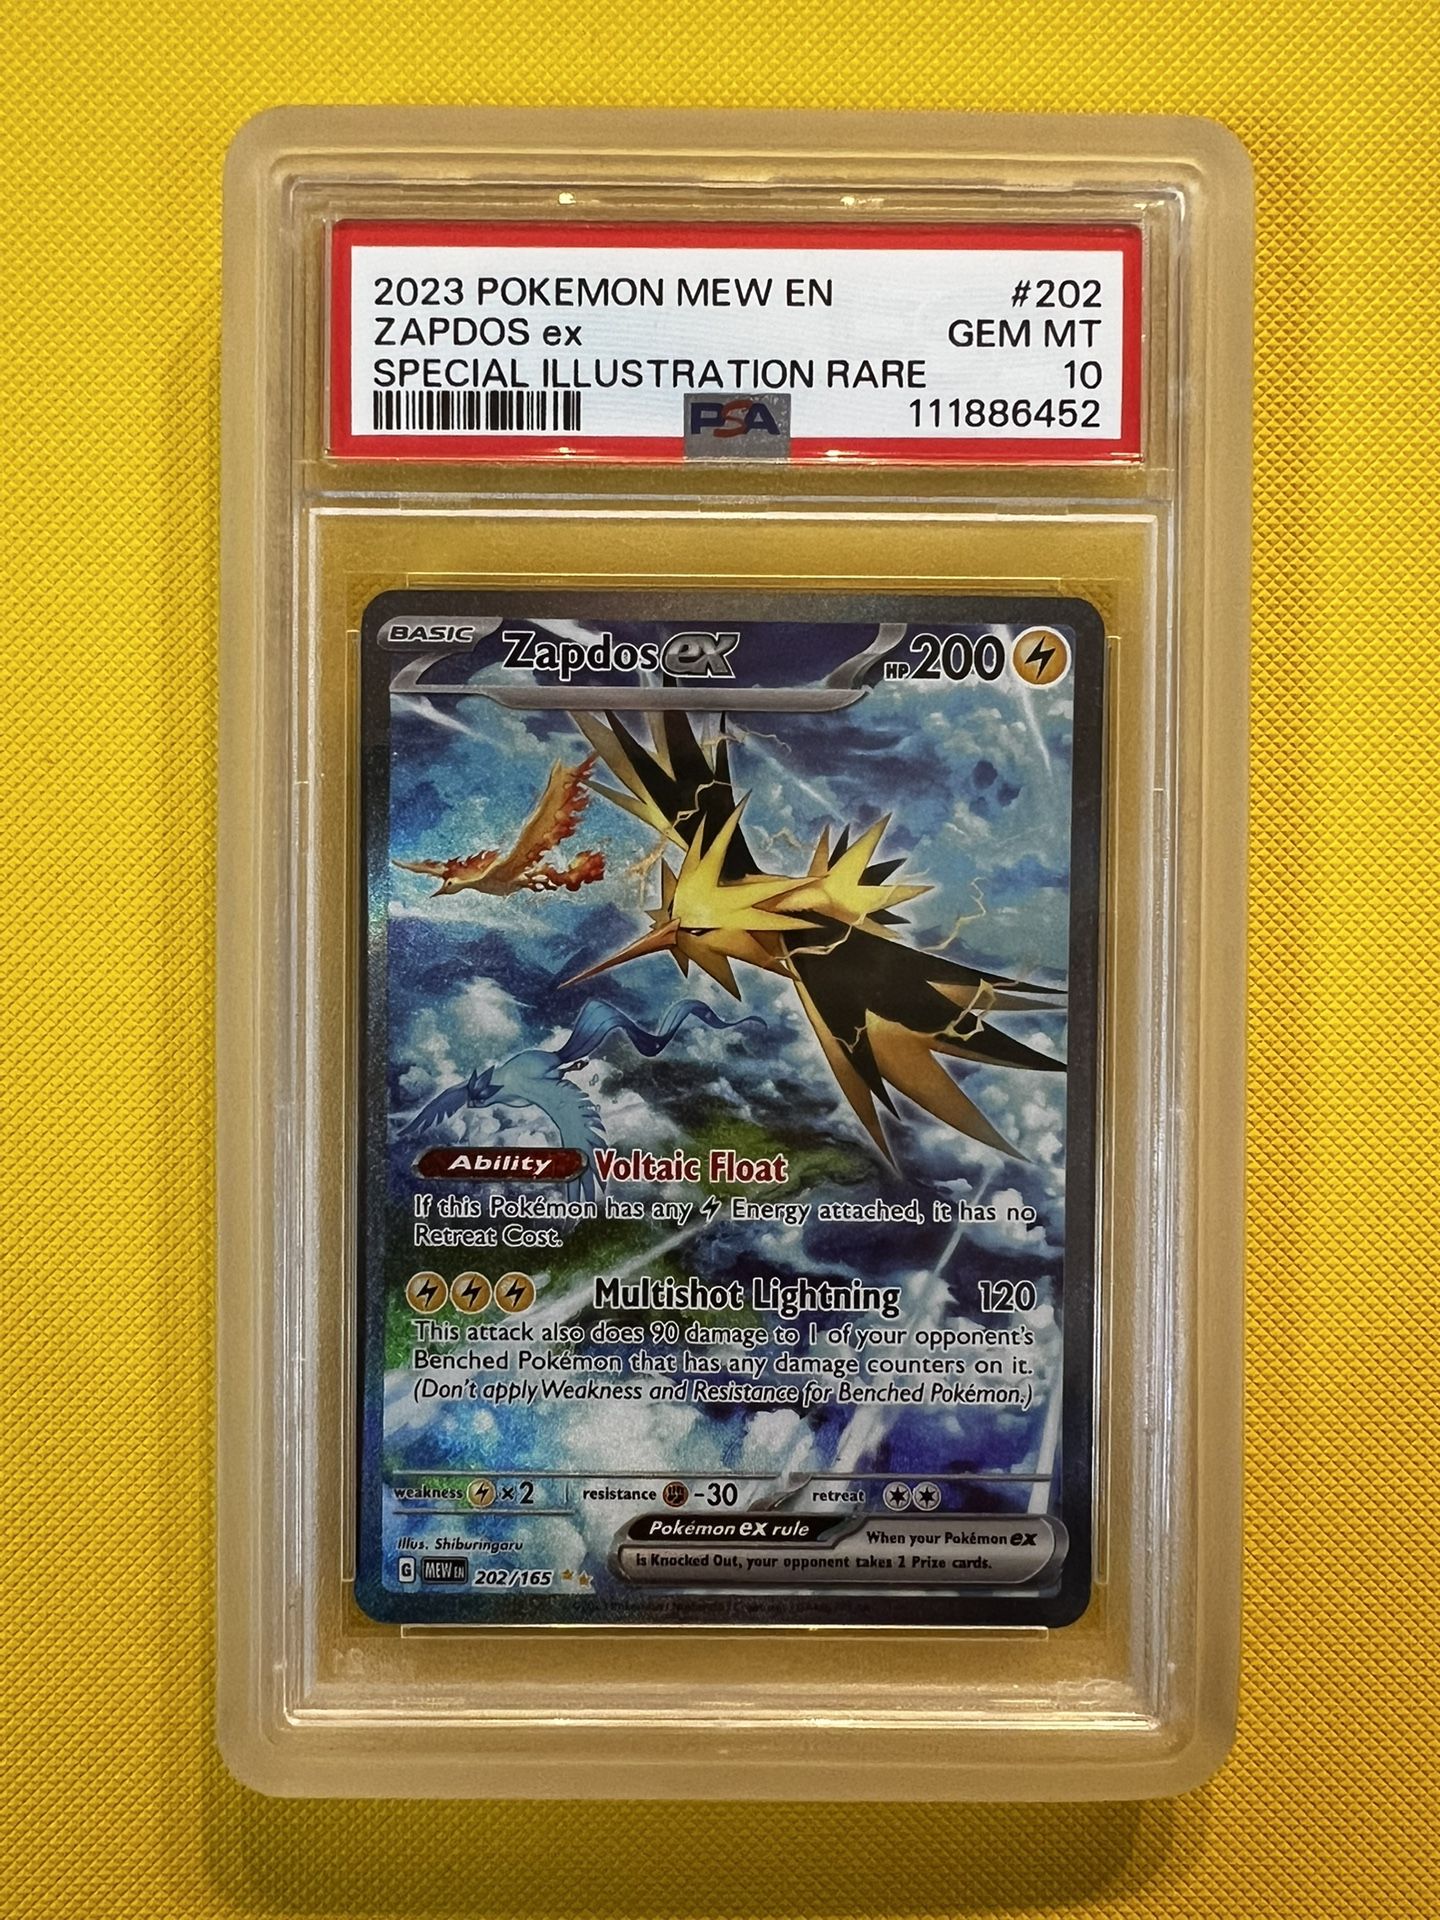 2023 POKEMON MEW EN #202
ZAPDOS ex GEM MT
SPECIAL ILLUSTRATION RARE 10
PSA 111886452
BASIC Zapdos ex HP 200
Ability Voltaic Float
If this Pokémon has any Energy attached, it has no
Retreat Cost.
Multishot Lightning 120
This attack also does 90 damage to 1 of your opponent's
Benched Pokémon that has any damage counters on it.
(Don't apply Weakness and Resistance for Benched Pokémon.)
weakness ×2 resistance -30 retreat
Pokémon ex rule When your Pokémon ex
is Knocked Out, your opponent takes 2 Prize cards.
Illus. Shiburingaru
G MEW EN 202/165